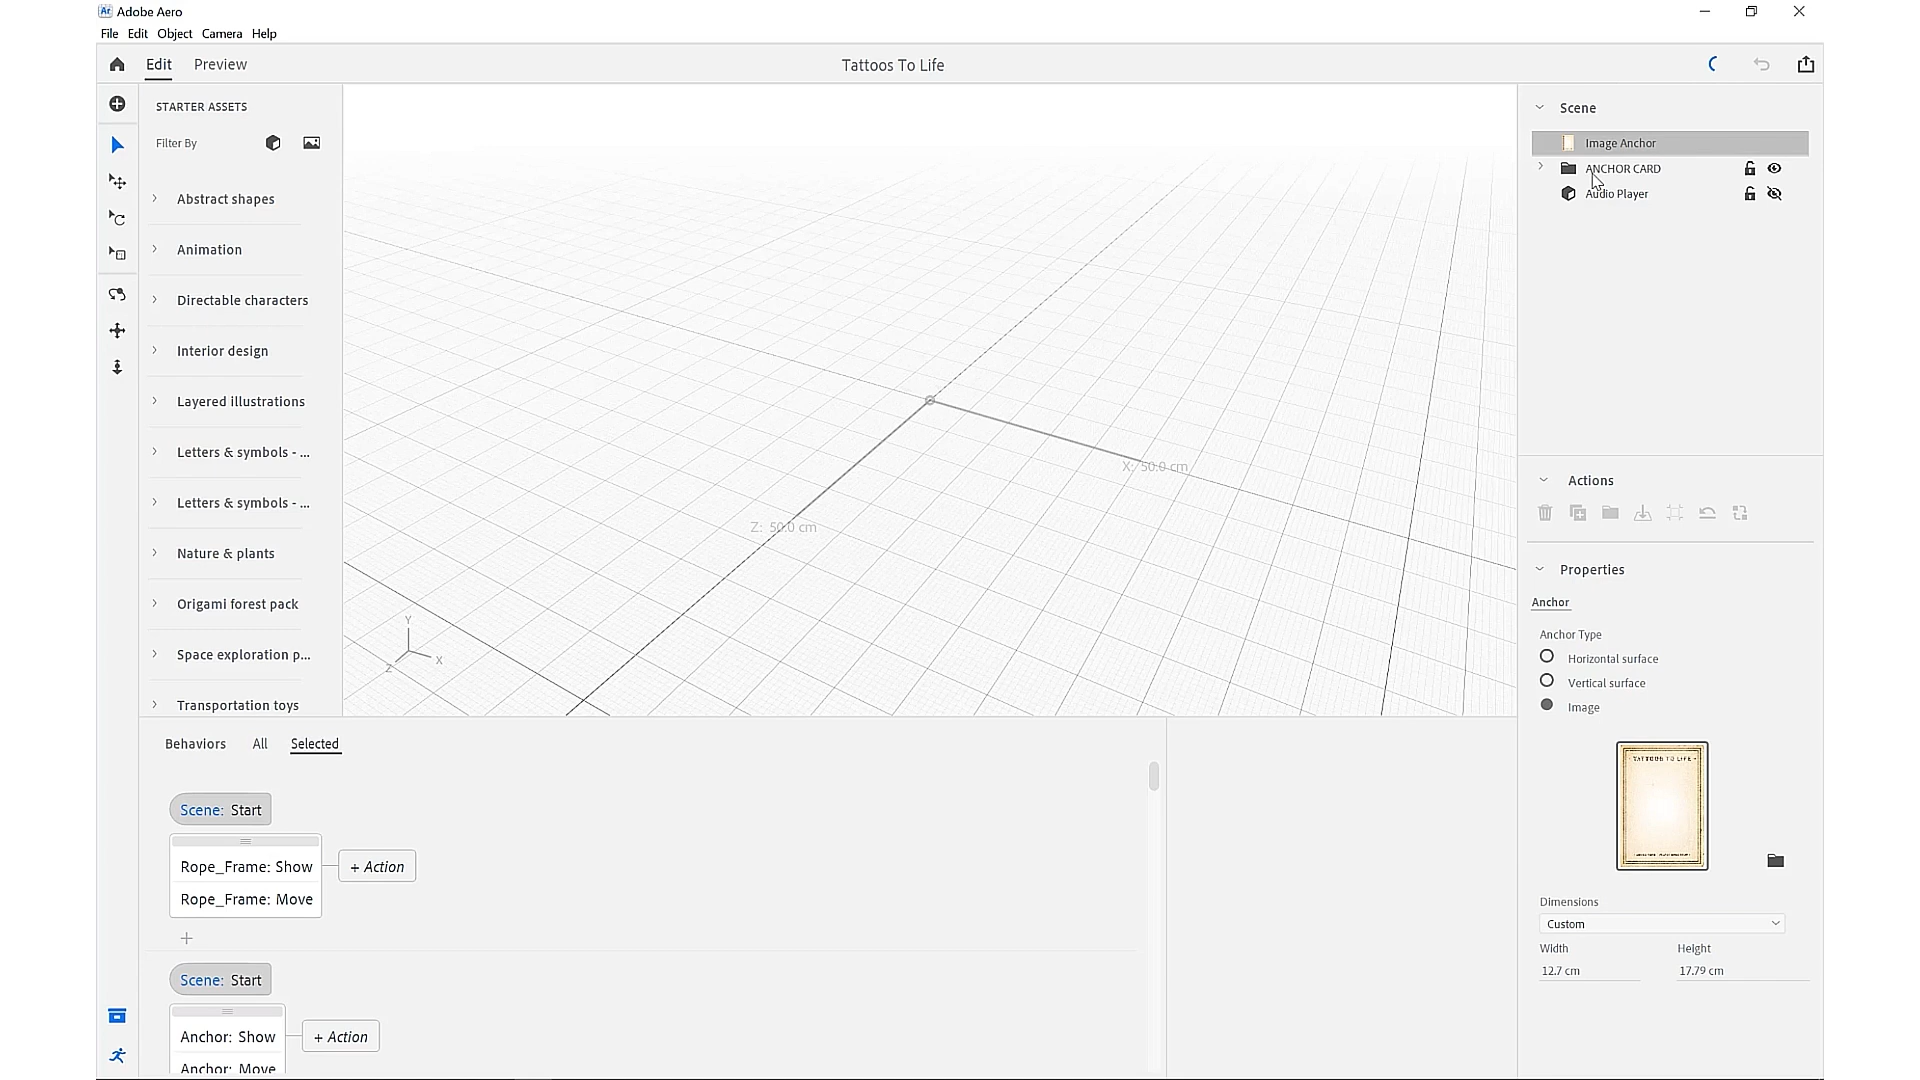 Adobe Aero
File Edit Object Camera Help
Edit Preview
Tattoos To Life
STARTER ASSETS
Filter By
Abstract shapes
Animation
Directable characters
Interior design
Layered illustrations
Letters & symbols - ...
Letters & symbols - ...
Nature & plants
Origami forest pack
Space exploration p...
Transportation toys
X: 50.0 cm
Z: 50.0 cm
Y
X
Z
Behaviors All Selected
Scene: Start
Rope_Frame: Show
+ Action
Rope_Frame: Move
Scene: Start
Anchor: Show
+ Action
Anchor: Move
Scene
Image Anchor
ANCHOR CARD
Audio Player
Actions
Properties
Anchor
Anchor Type
Horizontal surface
Vertical surface
Image
TATTOOS TO LIFE
Dimensions
Custom
Width Height
12.7 cm 17.79 cm